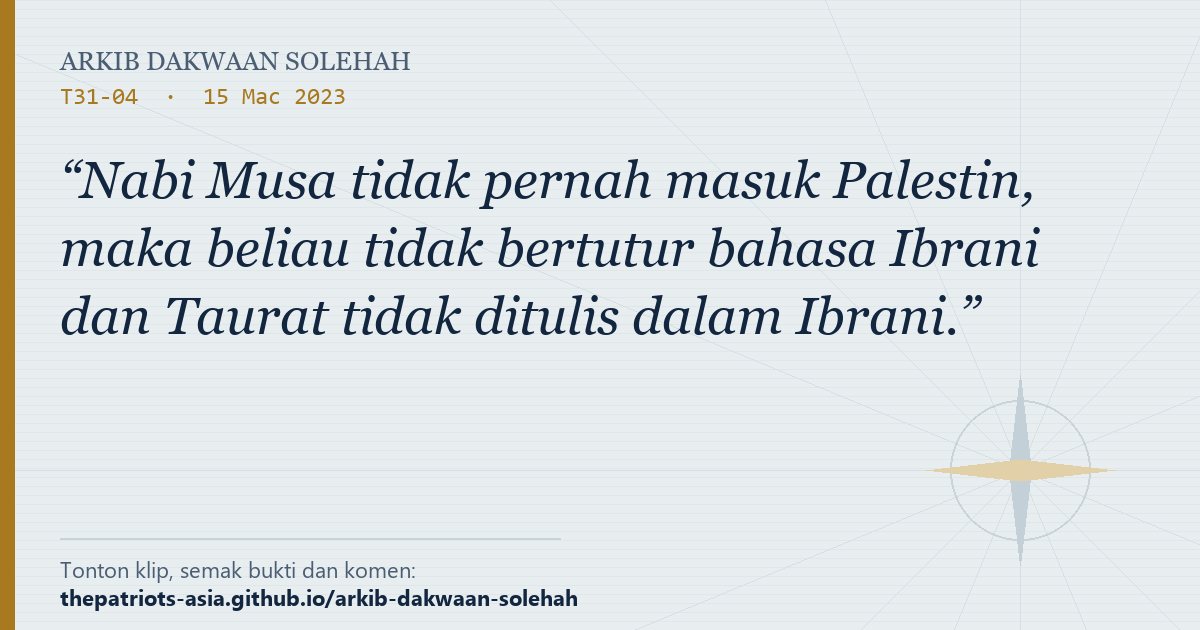 ARKIB DAKWAAN SOLEHAH
T31-04 · 15 Mac 2023
“Nabi Musa tidak pernah masuk Palestin,
maka beliau tidak bertutur bahasa Ibrani
dan Taurat tidak ditulis dalam Ibrani.”
Tonton klip, semak bukti dan komen:
thepatriots-asia.github.io/arkib-dakwaan-solehah